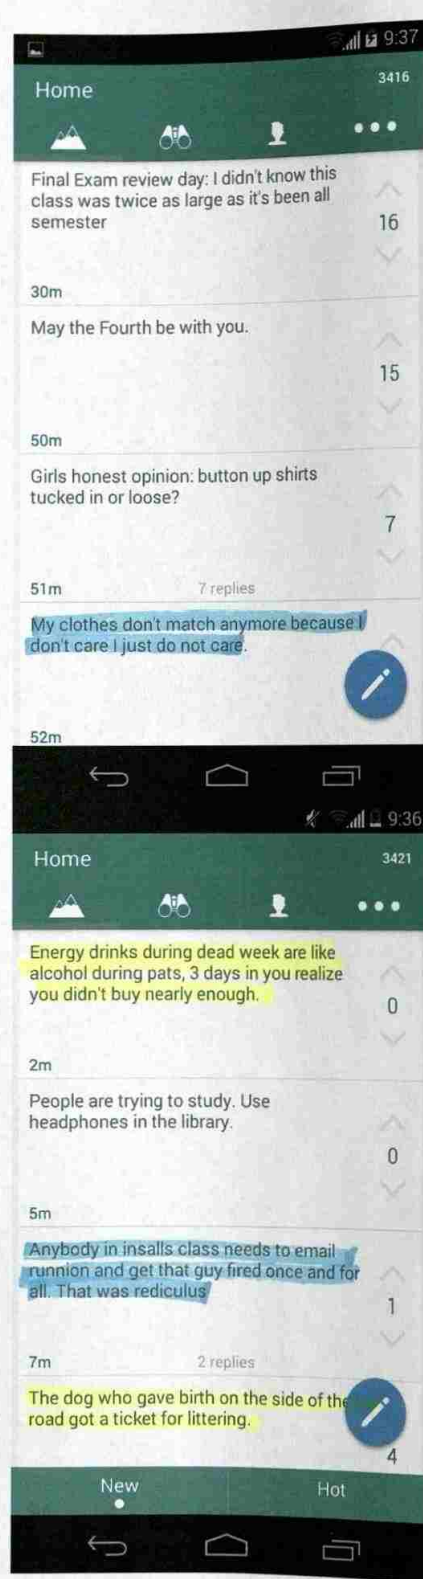 9:37
Home
3416
Final Exam review day: I didn't know this
class was twice as large as it's been all
semester
16
30m
May the Fourth be with you.
15
50m
Girls honest opinion: button up shirts
tucked in or loose?
7
51m
7 replies
My clothes don't match anymore because I
don't care I just do not care.
52m
9:36
Home
3421
Energy drinks during dead week are like
alcohol during pats, 3 days in you realize
you didn't buy nearly enough.
0
2m
People are trying to study. Use
headphones in the library.
0
5m
Anybody in insalls class needs to email
runnion and get that guy fired once and for
all. That was rediculus
1
7m
2 replies
The dog who gave birth on the side of the
road got a ticket for littering.
4
New
Hot